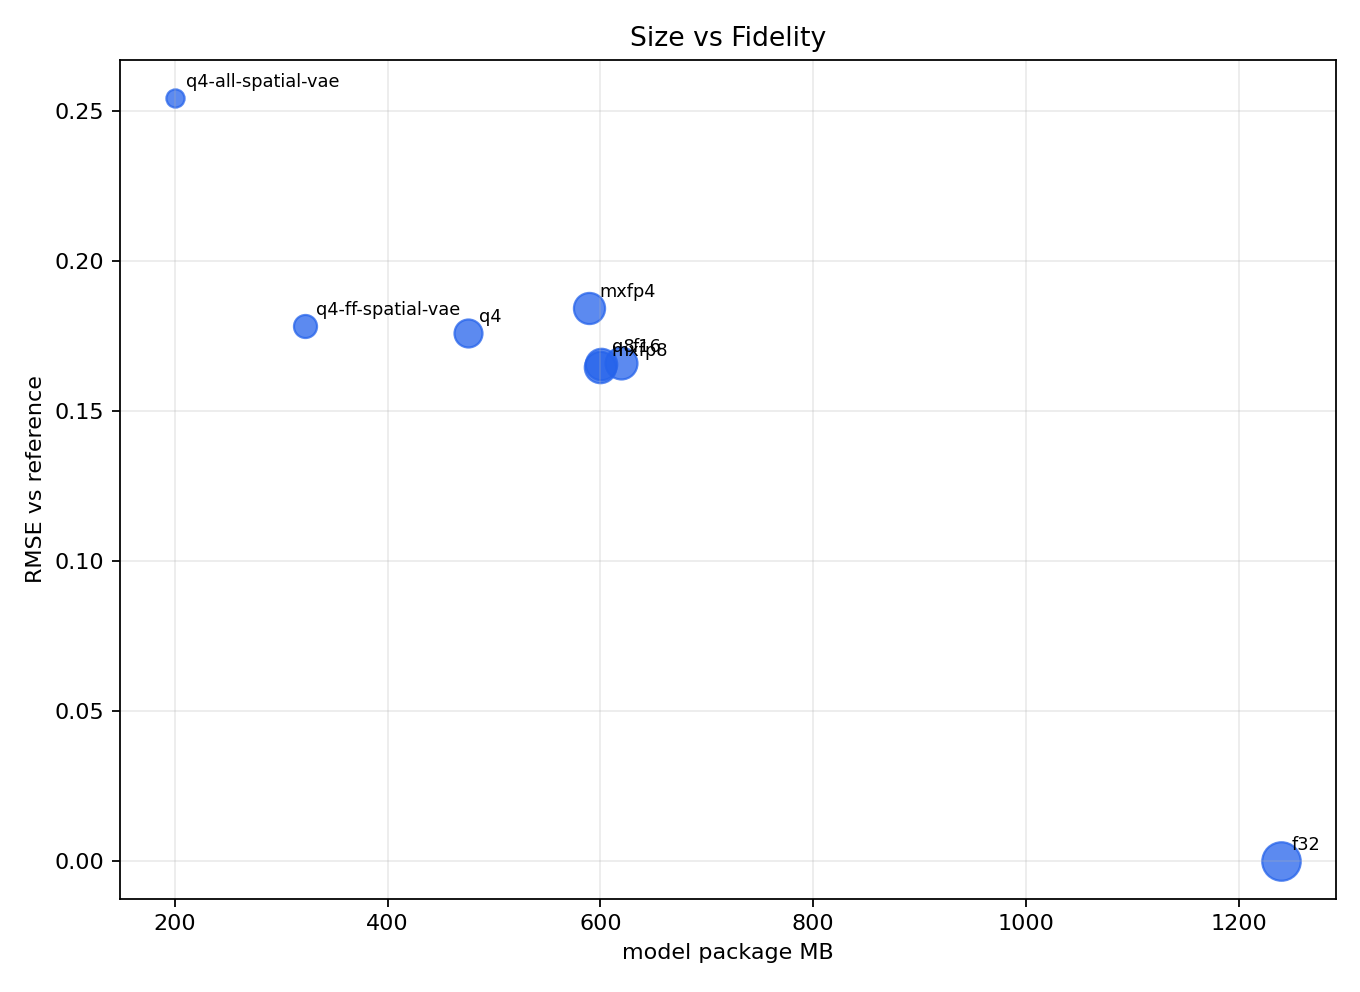 Size vs Fidelity
q4-all-spatial-vae
0.25
0.20
mxfp4
q4-ff-spatial-vae
q4
q8
f16
mxfp8
0.15
0.10
0.05
f32
0.00
RMSE vs reference
200
400
600
800
1000
1200
model package MB